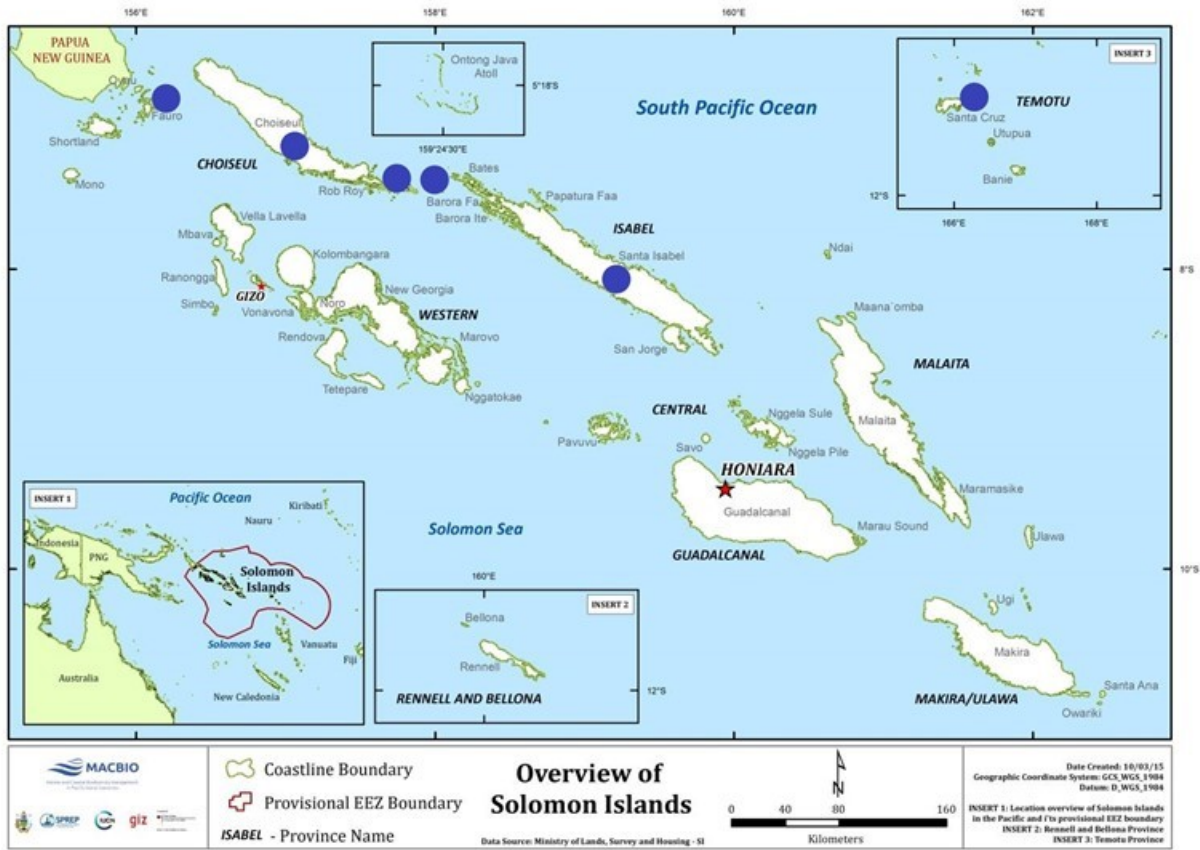 156°E
158°E
160°E
162°E
PAPUA
NEW GUINEA
Fauro
Shortland
Mono
Choiseul
CHOISEUL
Rob Roy
Ontong Java
Atoll
5°18'S
159°24'30"E
South Pacific Ocean
INSERT 3
TEMOTU
Santa Cruz
Utupua
Banie
12°S
166°E
168°E
Bates
Barora Fa
Barora Ite
Papatura Faa
ISABEL
Santa Isabel
San Jorge
Ndai
8°S
Vella Lavella
Mbava
Ranongga
Simbo
GIZO
Kolombangara
Vonavona
Noro
New Georgia
WESTERN
Rendova
Marovo
Tetepare
Nggatokae
Maana'omba
MALAITA
Malaita
Maramasike
CENTRAL
Nggela Sule
Nggela Pile
Pavuvu
Savo
HONIARA
Guadalcanal
Marau Sound
GUADALCANAL
Ulawa
10°S
Ugi
Makira
Santa Ana
Owariki
MAKIRA/ULAWA
Solomon Sea
INSERT 1
Pacific Ocean
Kiribati
Nauru
Indonesia
PNG
Solomon
Islands
Solomon Sea
Vanuatu
Fiji
Australia
New Caledonia
160°E
INSERT 2
Bellona
Rennell
12°S
RENNELL AND BELLONA
MACBIO
SPREP
IUCN
giz
Coastline Boundary
Provisional EEZ Boundary
ISABEL - Province Name
Overview of
Solomon Islands
Data Source: Ministry of Lands, Survey and Housing - SI
N
0 40 80 160
Kilometers
Date Created: 10/03/15
Geographic Coordinate System: GCS_WGS_1984
Datum: D_WGS_1984
INSERT 1: Location overview of Solomon Islands
in the Pacific and i'ts provisional EEZ boundary
INSERT 2: Rennell and Bellona Province
INSERT 3: Temotu Province